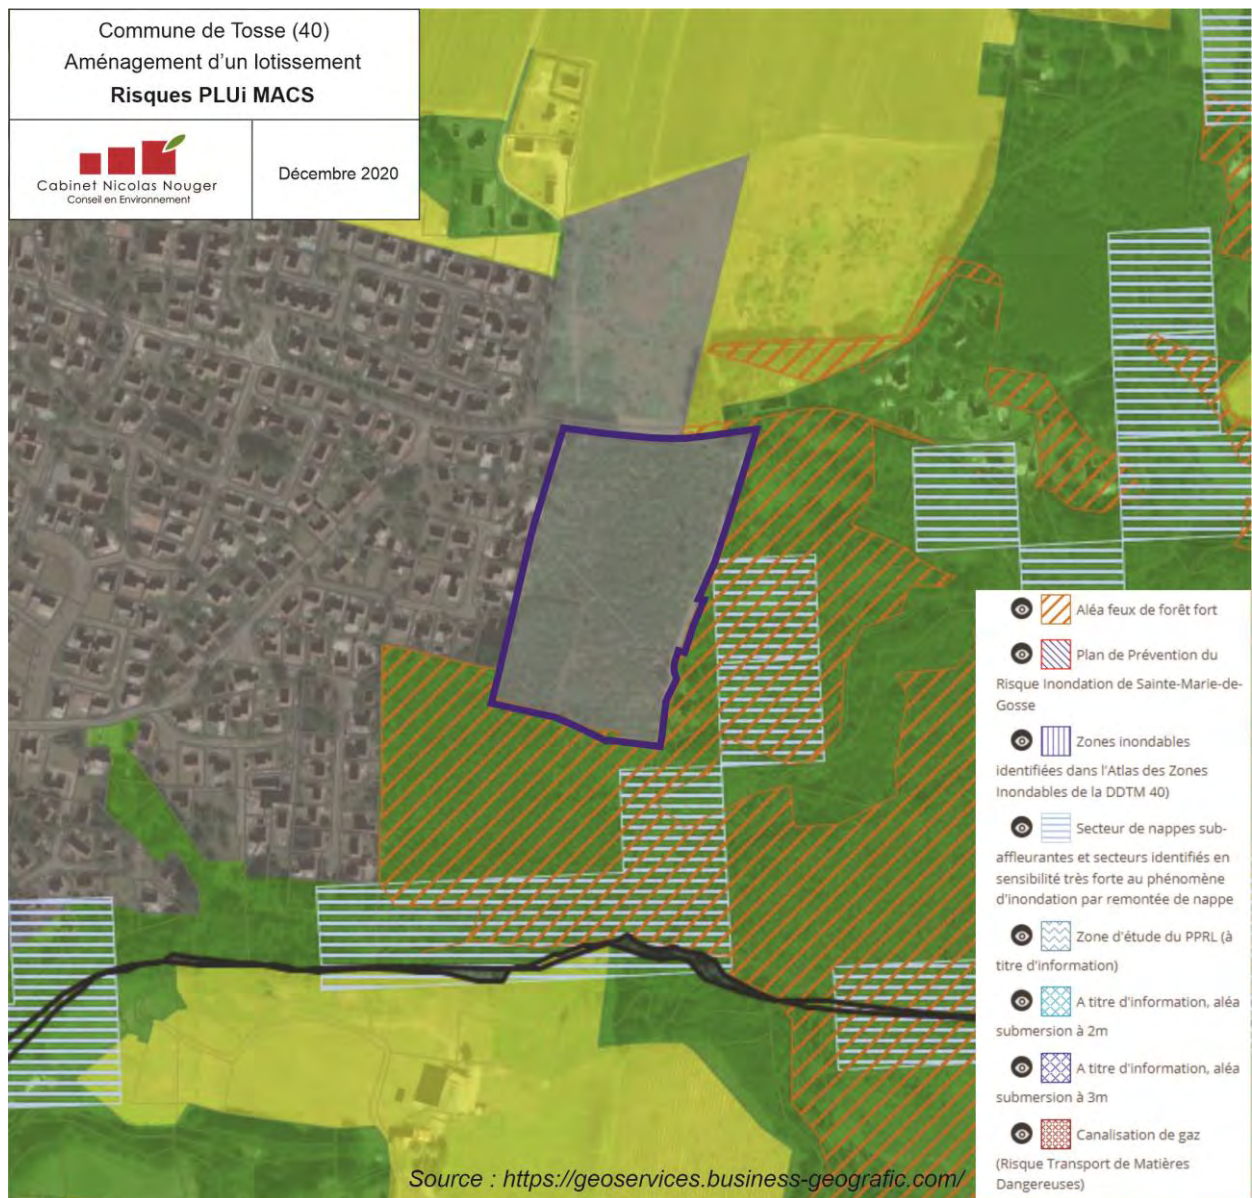 Commune de Tosse (40)
Aménagement d'un lotissement
Risques PLUi MACS
Cabinet Nicolas Nouger
Conseil en Environnement
Décembre 2020
Aléa feux de forêt fort
Plan de Prévention du
Risque Inondation de Sainte-Marie-de-
Gosse
Zones inondables
identifiées dans l'Atlas des Zones
Inondables de la DDTM 40)
Secteur de nappes sub-
affleurantes et secteurs identifiés en
sensibilité très forte au phénomène
d'inondation par remontée de nappe
Zone d'étude du PPRL (à
titre d'information)
A titre d'information, aléa
submersion à 2m
A titre d'information, aléa
submersion à 3m
Canalisation de gaz
(Risque Transport de Matières
Dangereuses)
Source : https://geoservices.business-geografic.com/